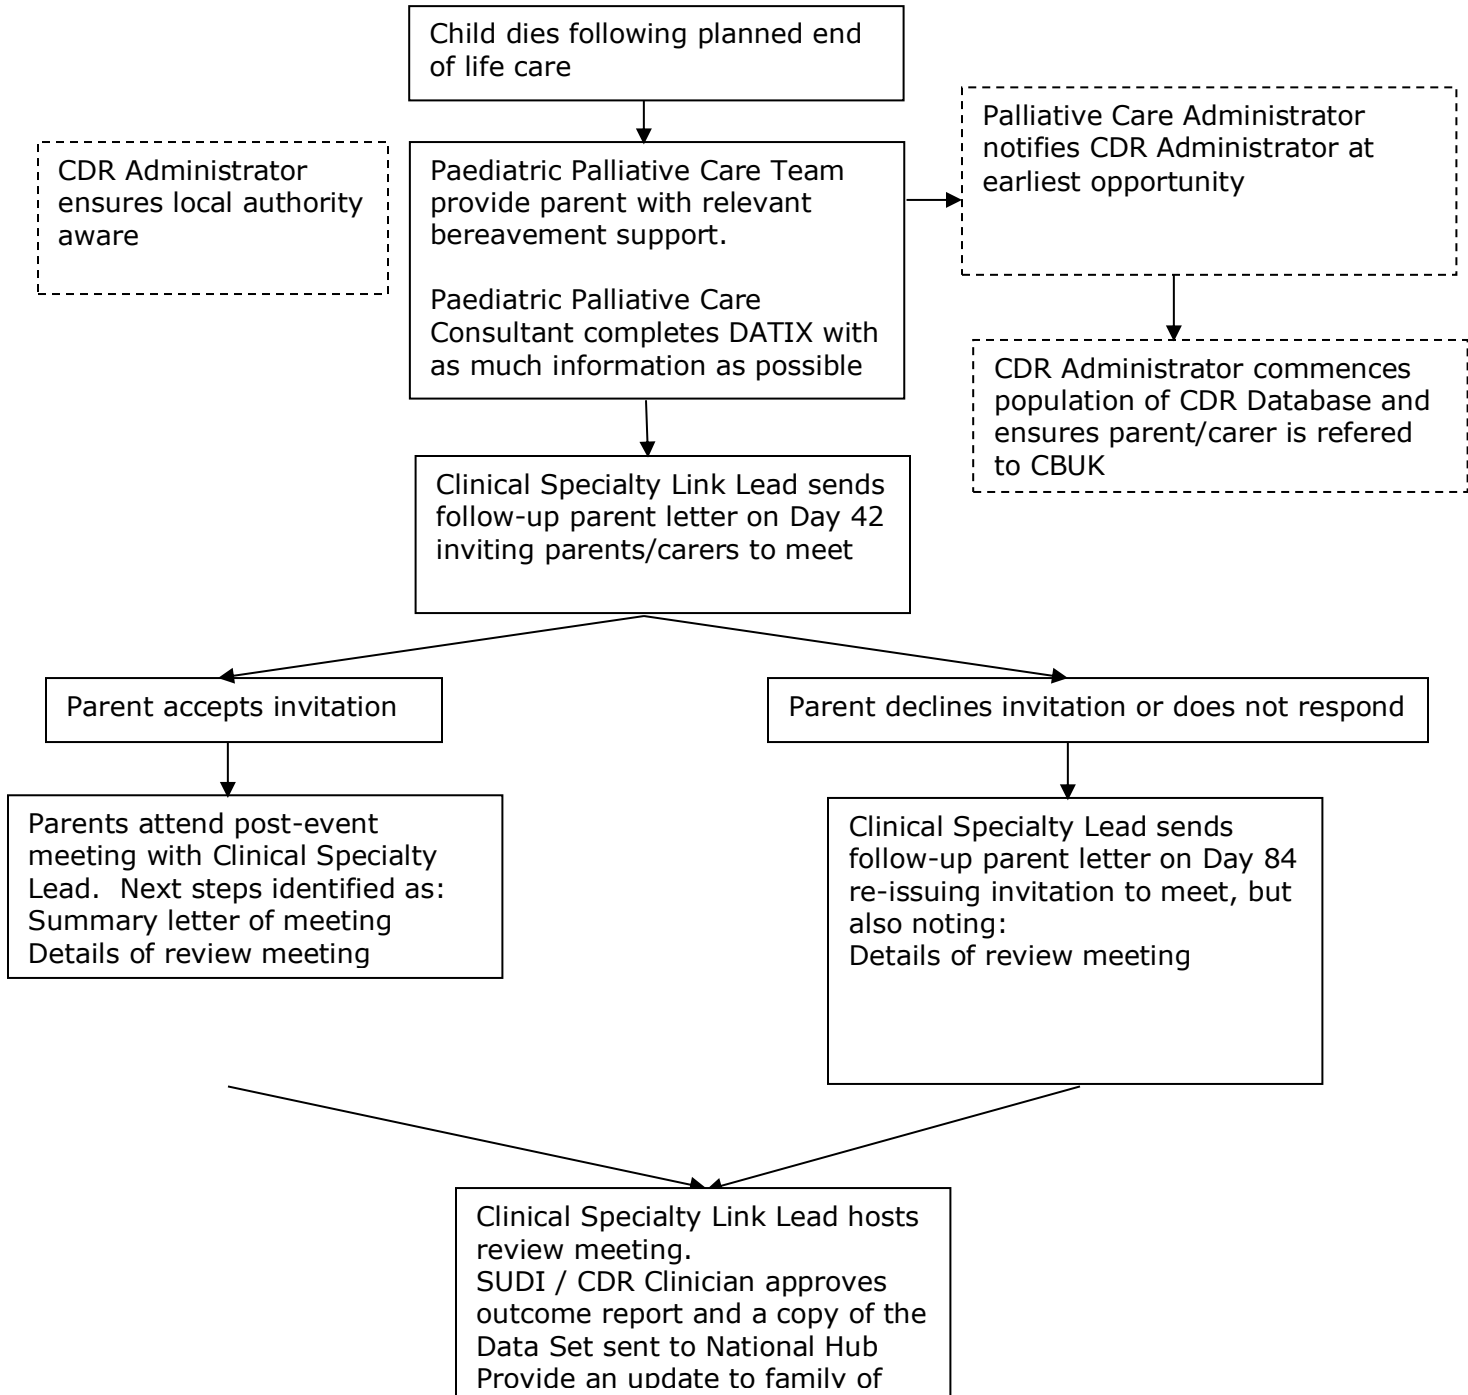 Child dies following planned end
of life care
Palliative Care Administrator
notifies CDR Administrator at
earliest opportunity
CDR Administrator
ensures local authority
aware
Paediatric Palliative Care Team
provide parent with relevant
bereavement support.
Paediatric Palliative Care
Consultant completes DATIX with
as much information as possible
CDR Administrator commences
population of CDR Database and
ensures parent/carer is refered
to CBUK
Clinical Specialty Link Lead sends
follow-up parent letter on Day 42
inviting parents/carers to meet
Parent accepts invitation
Parent declines invitation or does not respond
Parents attend post-event
meeting with Clinical Specialty
Lead.  Next steps identified as:
Summary letter of meeting
Details of review meeting
Clinical Specialty Lead sends
follow-up parent letter on Day 84
re-issuing invitation to meet, but
also noting:
Details of review meeting
Clinical Specialty Link Lead hosts
review meeting.
SUDI / CDR Clinician approves
outcome report and a copy of the
Data Set sent to National Hub
Provide an update to family of